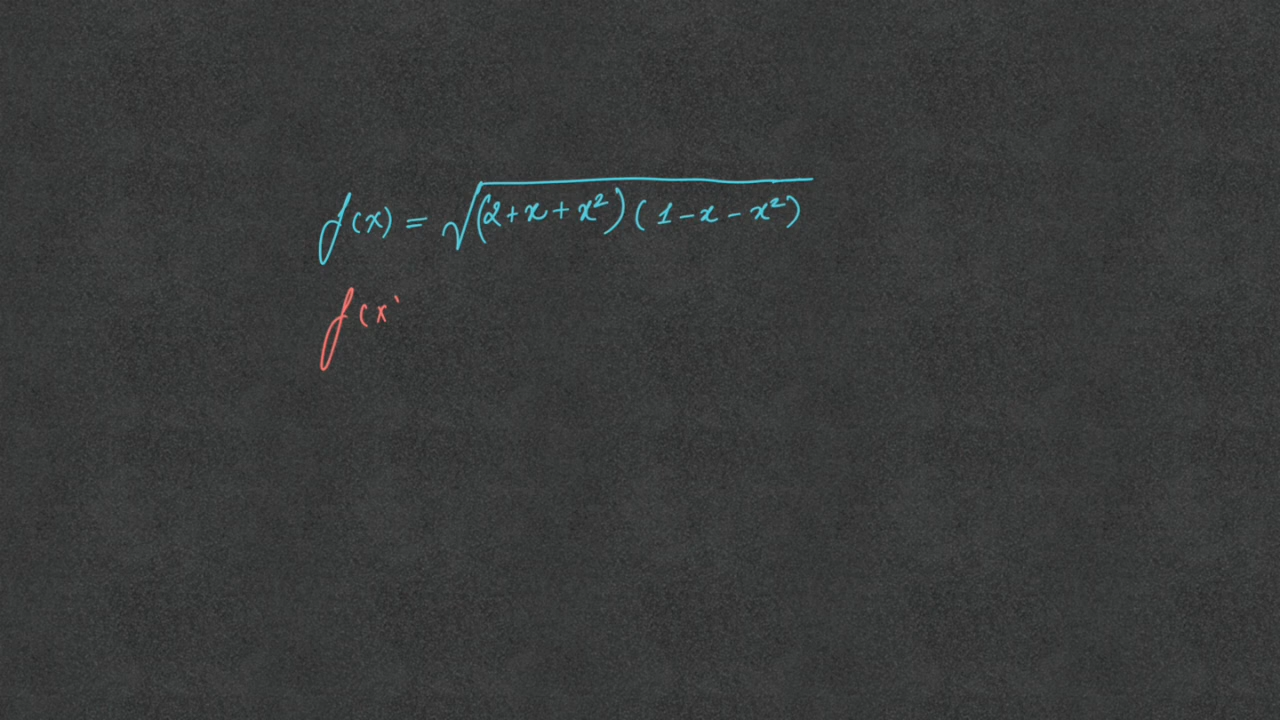 f(x) = √(2+x+x²)(1-x-x²)
f(x)